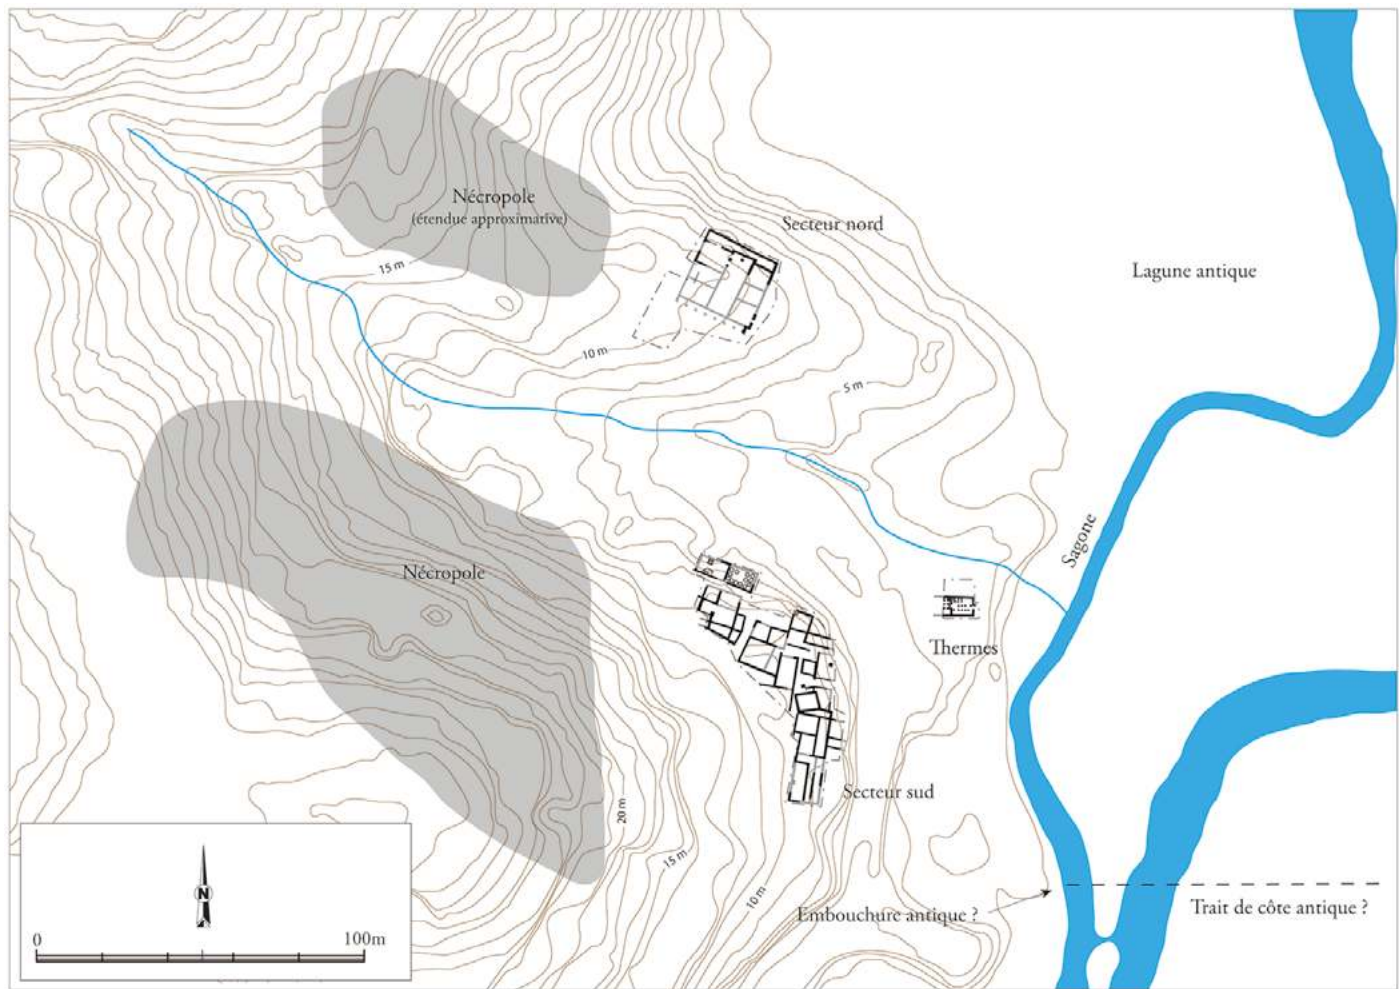 Nécropole
(étendue approximative)
Secteur nord
Lagune antique
15 m
10 m
5 m
Sagone
Nécropole
Thermes
Secteur sud
20 m
15 m
10 m
Embouchure antique ?
Trait de côte antique ?
N
0
100m